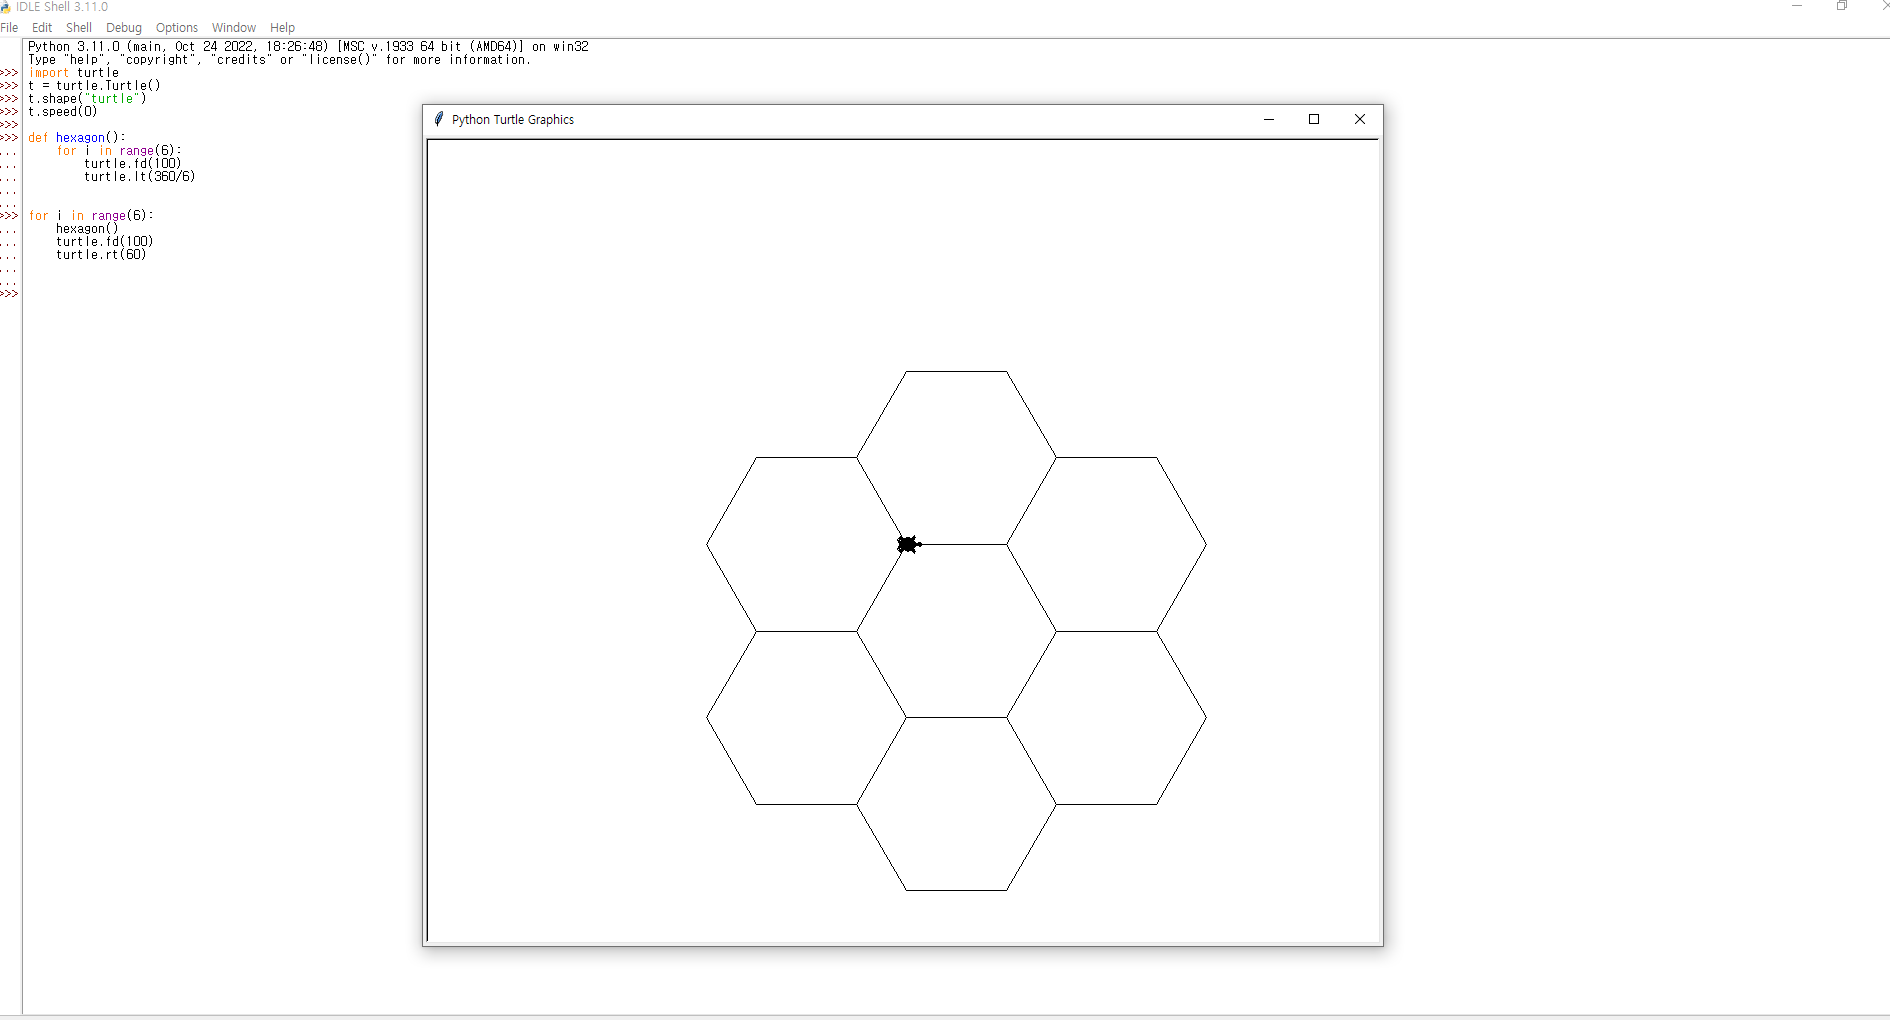 IDLE Shell 3.11.0
File Edit Shell Debug Options Window Help
Python 3.11.0 (main, Oct 24 2022, 18:26:48) [MSC v.1933 64 bit (AMD64)] on win32
Type "help", "copyright", "credits" or "license()" for more information.
>>> import turtle
>>> t = turtle.Turtle()
>>> t.shape("turtle")
>>> t.speed(0)
>>>
>>> def hexagon():
...     for i in range(6):
...         turtle.fd(100)
...         turtle.lt(360/6)
...
...
>>> for i in range(6):
...     hexagon()
...     turtle.fd(100)
...     turtle.rt(60)
...
...
>>>
Python Turtle Graphics